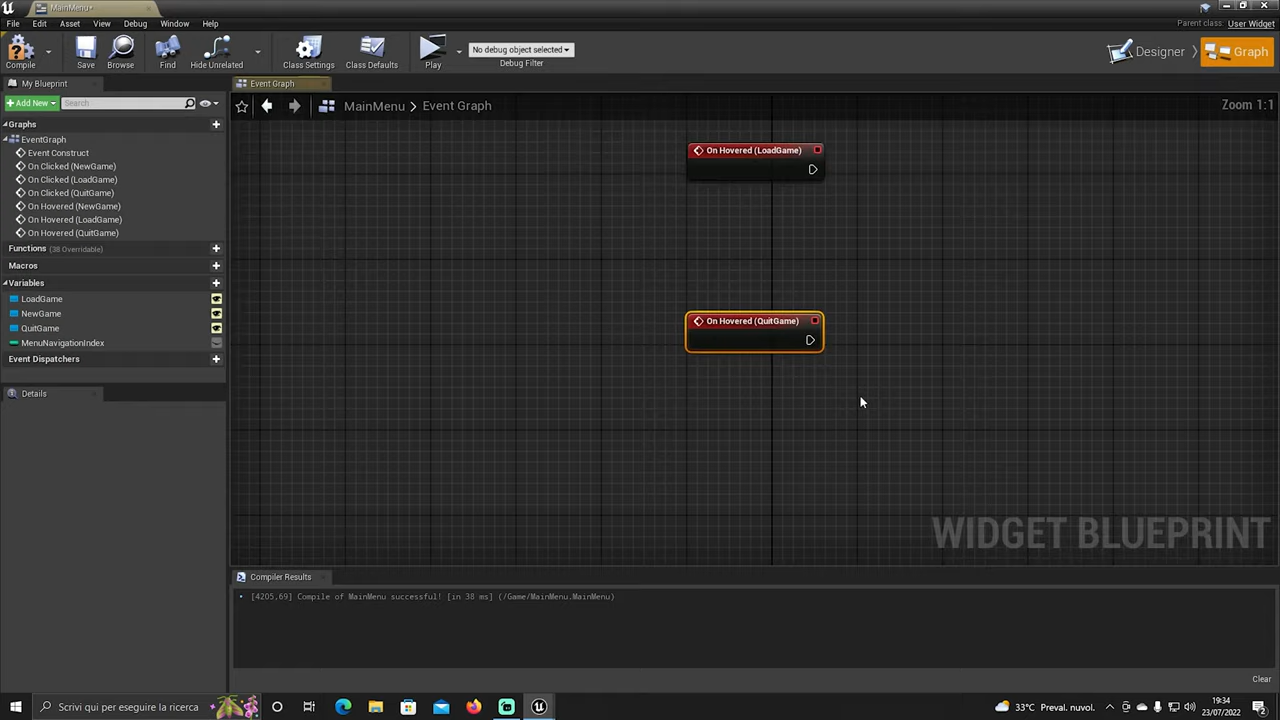 MainMenu*
File Edit Asset View Debug Window Help
Parent class: User Widget
Compile Save Browse Find Hide Unrelated Class Settings Class Defaults Play
No debug object selected
Debug Filter
Designer Graph
My Blueprint
Event Graph
+Add New Search
MainMenu > Event Graph
Zoom 1:1
Graphs
EventGraph
Event Construct
On Clicked (NewGame)
On Clicked (LoadGame)
On Clicked (QuitGame)
On Hovered (NewGame)
On Hovered (LoadGame)
On Hovered (QuitGame)
Functions (38 Overridable)
Macros
Variables
LoadGame
NewGame
QuitGame
MenuNavigationIndex
Event Dispatchers
Details
On Hovered (LoadGame)
On Hovered (QuitGame)
WIDGET BLUEPRINT
Compiler Results
[4205,69] Compile of MainMenu successful! [in 38 ms] (/Game/MainMenu.MainMenu)
Clear
Scrivi qui per eseguire la ricerca
33°C Preval. nuvol.
19:34
23/07/2022
2